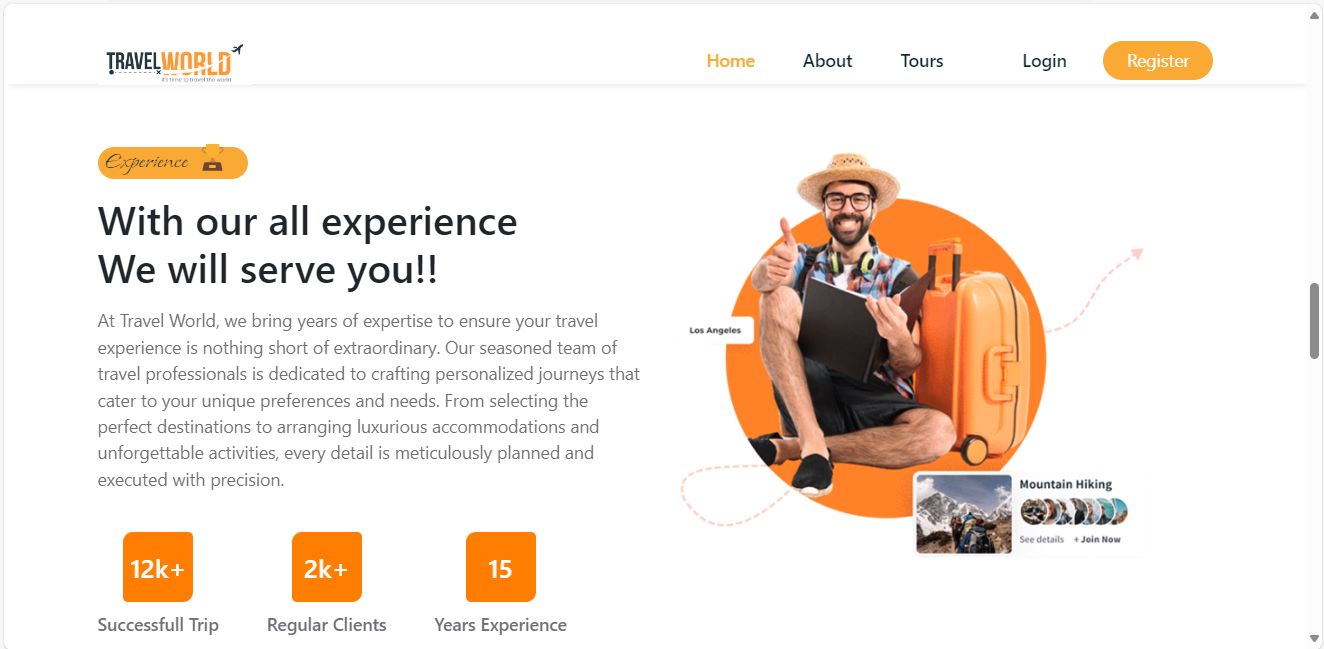 TRAVELWORLD
it's time to travel the world
Home
About
Tours
Login
Register
Experience
With our all experience
We will serve you!!
At Travel World, we bring years of expertise to ensure your travel
experience is nothing short of extraordinary. Our seasoned team of
travel professionals is dedicated to crafting personalized journeys that
cater to your unique preferences and needs. From selecting the
perfect destinations to arranging luxurious accommodations and
unforgettable activities, every detail is meticulously planned and
executed with precision.
12k+
Successfull Trip
2k+
Regular Clients
15
Years Experience
Los Angeles
Mountain Hiking
See details + Join Now